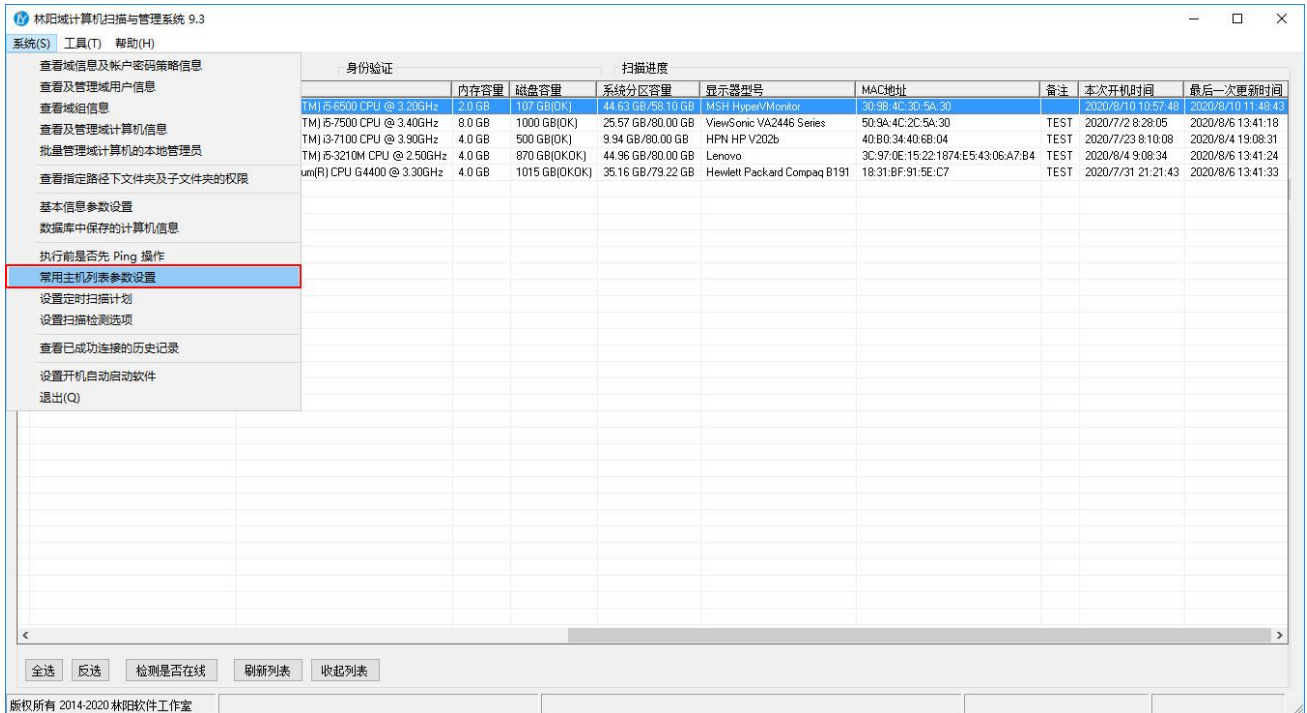 林阳域计算机扫描与管理系统 9.3
系统(S) 工具(T) 帮助(H)
查看域信息及帐户密码策略信息
查看及管理域用户信息
查看域组信息
查看及管理域计算机信息
批量管理域计算机的本地管理员
查看指定路径下文件夹及子文件夹的权限
基本信息参数设置
数据库中保存的计算机信息
执行前是否先 Ping 操作
常用主机列表参数设置
设置定时扫描计划
设置扫描检测选项
查看已成功连接的历史记录
设置开机自动启动软件
退出(Q)
身份验证 扫描进度
内存容量 磁盘容量 系统分区容量 显示器型号 MAC地址 备注 本次开机时间 最后一次更新时间
TM) i5-6500 CPU @ 3.20GHz 2.0 GB 107 GB(OK) 44.63 GB/58.10 GB MSH HyperVMonitor 30:9B:4C:3D:5A:30 2020/8/10 10:57:48 2020/8/10 11:48:43
TM) i5-7500 CPU @ 3.40GHz 8.0 GB 1000 GB(OK) 25.57 GB/80.00 GB ViewSonic VA2446 Series 50:9A:4C:2C:5A:30 TEST 2020/7/2 8:28:05 2020/8/6 13:41:18
TM) i3-7100 CPU @ 3.90GHz 4.0 GB 500 GB(OK) 9.94 GB/80.00 GB HPN HP V202b 40:B0:34:40:6B:04 TEST 2020/7/23 8:10:08 2020/8/4 19:08:31
TM) i5-3210M CPU @ 2.50GHz 4.0 GB 870 GB(OKOK) 44.96 GB/80.00 GB Lenovo 3C:97:0E:15:22:1874:E5:43:06:A7:B4 TEST 2020/8/4 9:08:34 2020/8/6 13:41:24
um(R) CPU G4400 @ 3.30GHz 4.0 GB 1015 GB(OKOK) 35.16 GB/79.22 GB Hewlett Packard Compaq B191 18:31:BF:91:5E:C7 TEST 2020/7/31 21:21:43 2020/8/6 13:41:33
全选 反选 检测是否在线 刷新列表 收起列表
版权所有 2014-2020 林阳软件工作室